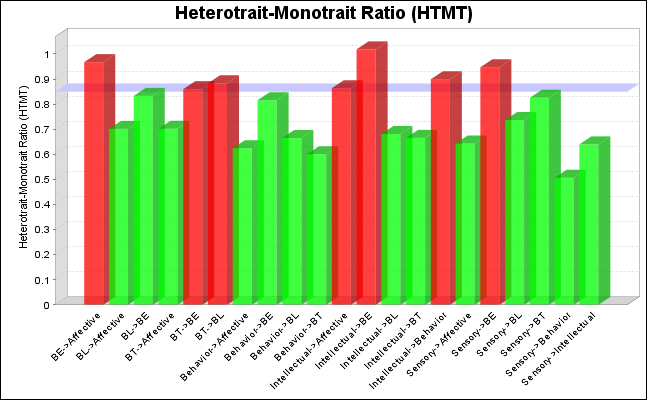 Heterotrait-Monotrait Ratio (HTMT)
Heterotrait-Monotrait Ratio (HTMT)
1
0.9
0.8
0.7
0.6
0.5
0.4
0.3
0.2
0.1
0
BE->Affective
BL->Affective
BL->BE
BT->Affective
BT->BE
BT->BL
Behavior->Affective
Behavior->BE
Behavior->BL
Behavior->BT
Intellectual->Affective
Intellectual->BE
Intellectual->BL
Intellectual->BT
Intellectual->Behavior
Sensory->Affective
Sensory->BE
Sensory->BL
Sensory->BT
Sensory->Behavior
Sensory->Intellectual